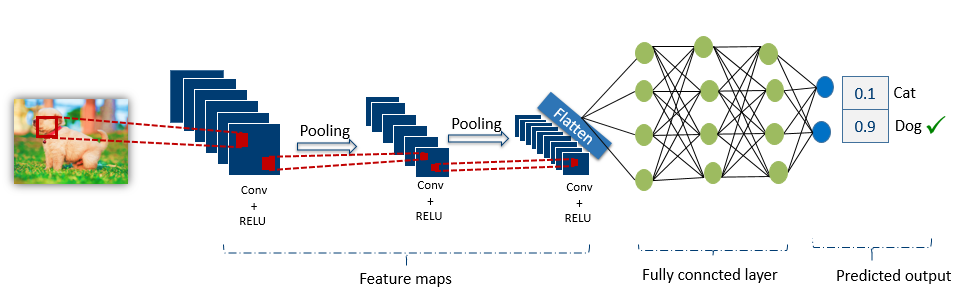 Pooling
Pooling
Flatten
Conv
+
RELU
Conv
+
RELU
Conv
+
RELU
0.1 Cat
0.9 Dog ✓
Feature maps
Fully conncted layer
Predicted output